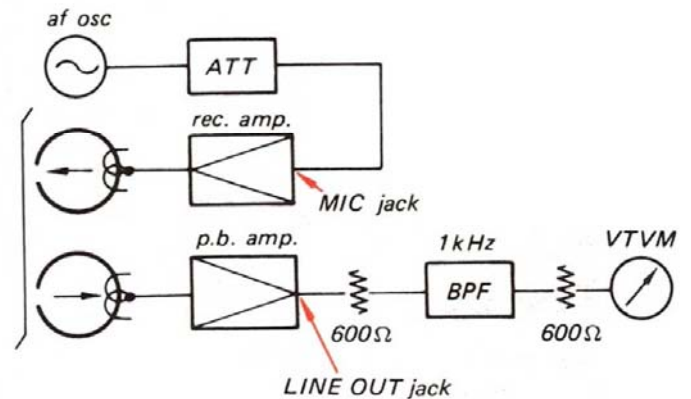 af osc
ATT
rec. amp.
MIC jack
p.b. amp.
1kHz
VTVM
BPF
600Ω
600Ω
LINE OUT jack